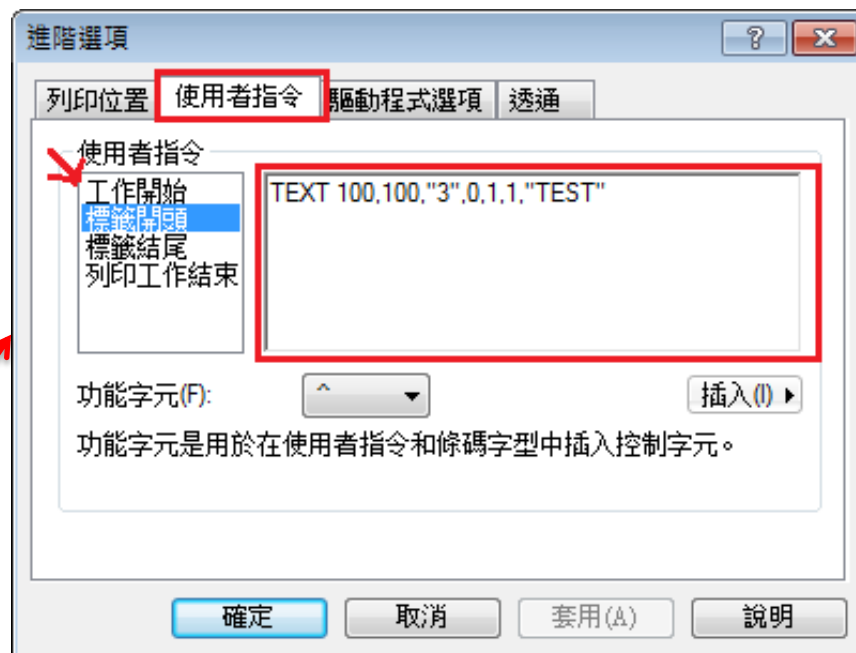 進階選項
列印位置 使用者指令 驅動程式選項 透通
使用者指令
工作開始
標籤開頭
標籤結尾
列印工作結束
TEXT 100,100,"3",0,1,1,"TEST"
功能字元(F): ^ 插入(I)
功能字元是用於在使用者指令和條碼字型中插入控制字元。
確定 取消 套用(A) 說明